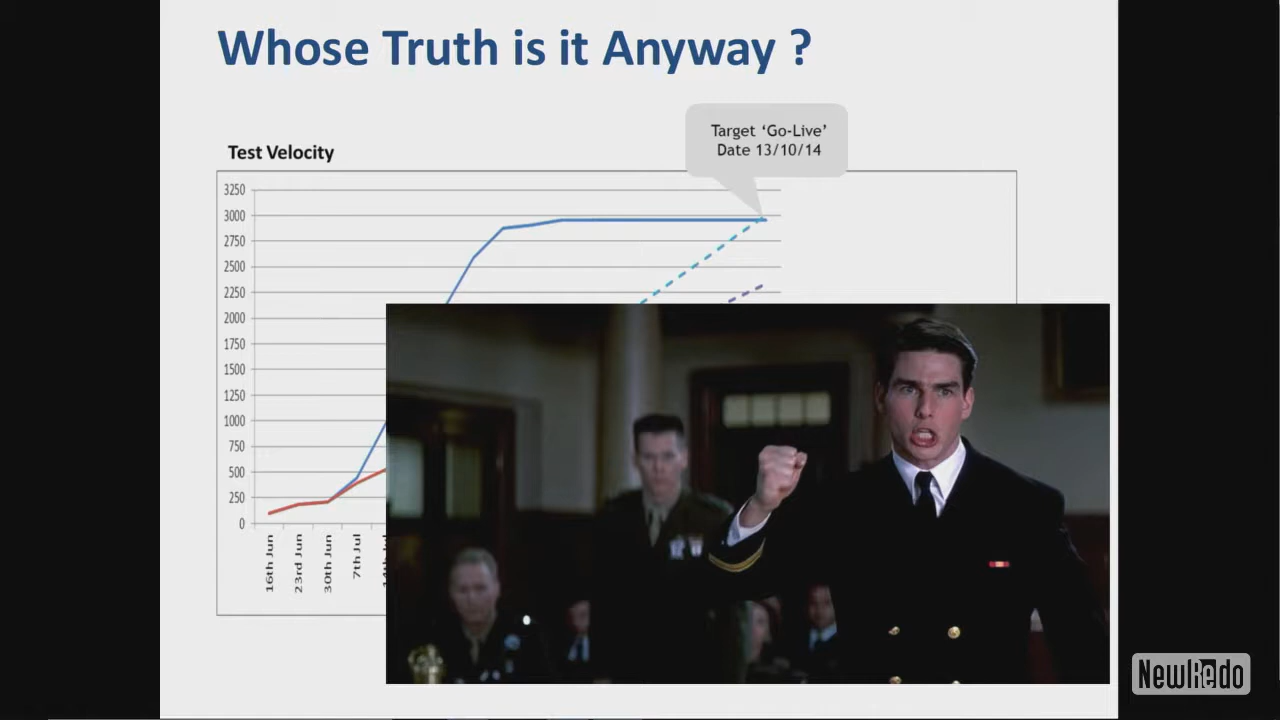 Whose Truth is it Anyway ?
Target ‘Go-Live’
Date 13/10/14
Test Velocity
3250
3000
2750
2500
2250
2000
1750
1500
1250
1000
750
500
250
0
16th Jun
23rd Jun
30th Jun
7th Jul
NewRedo